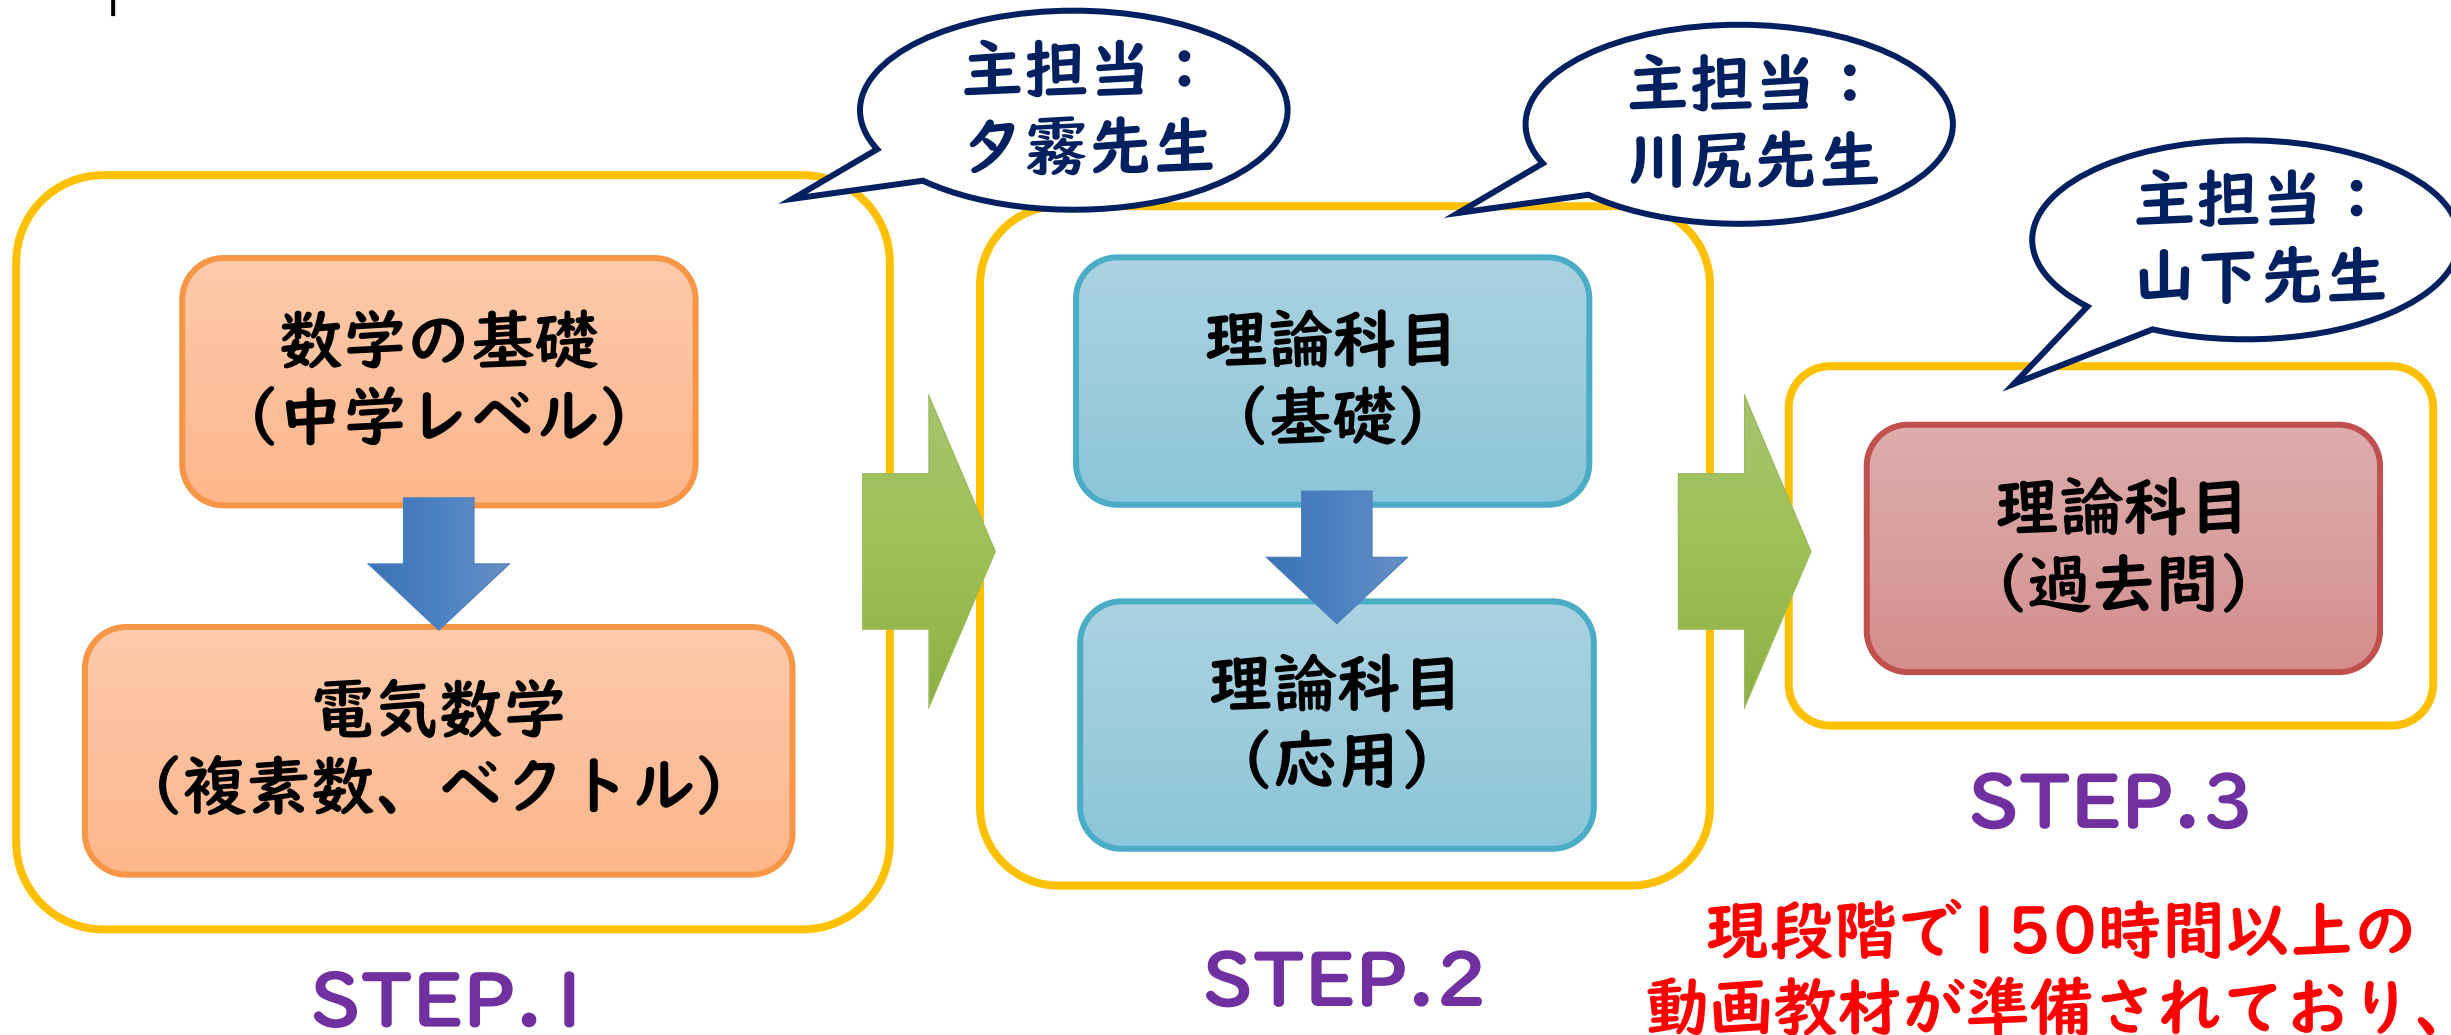 主担当：
夕霧先生
数学の基礎
（中学レベル）
電気数学
（複素数、ベクトル）
STEP.1
主担当：
川尻先生
理論科目
（基礎）
理論科目
（応用）
STEP.2
主担当：
山下先生
理論科目
（過去問）
STEP.3
現段階で150時間以上の
動画教材が準備されており、